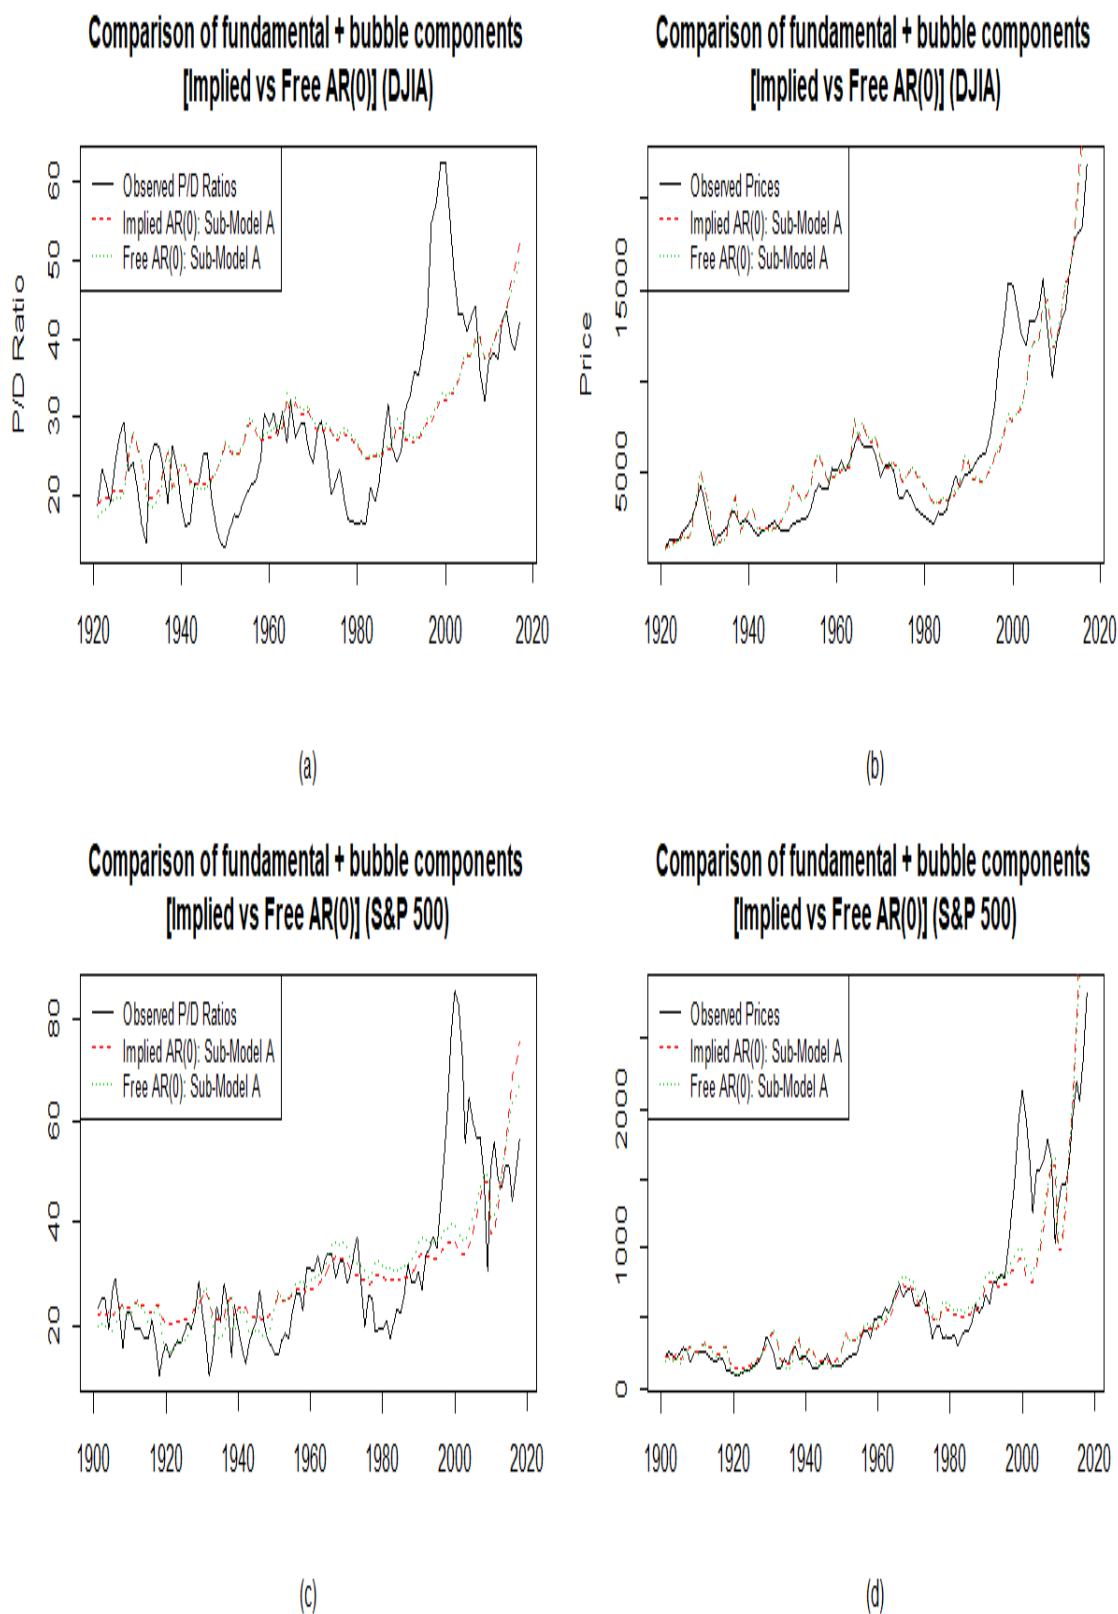 Comparison of fundamental + bubble components
[Implied vs Free AR(0)] (DJIA)
Observed P/D Ratios
Implied AR(0): Sub-Model A
Free AR(0): Sub-Model A
P/D Ratio
60
50
40
30
20
1920 1940 1960 1980 2000 2020
(a)
Comparison of fundamental + bubble components
[Implied vs Free AR(0)] (DJIA)
Observed Prices
Implied AR(0): Sub-Model A
Free AR(0): Sub-Model A
Price
15000
5000
1920 1940 1960 1980 2000 2020
(b)
Comparison of fundamental + bubble components
[Implied vs Free AR(0)] (S&P 500)
Observed P/D Ratios
Implied AR(0): Sub-Model A
Free AR(0): Sub-Model A
80
60
40
20
1900 1920 1940 1960 1980 2000 2020
(c)
Comparison of fundamental + bubble components
[Implied vs Free AR(0)] (S&P 500)
Observed Prices
Implied AR(0): Sub-Model A
Free AR(0): Sub-Model A
2000
1000
0
1900 1920 1940 1960 1980 2000 2020
(d)